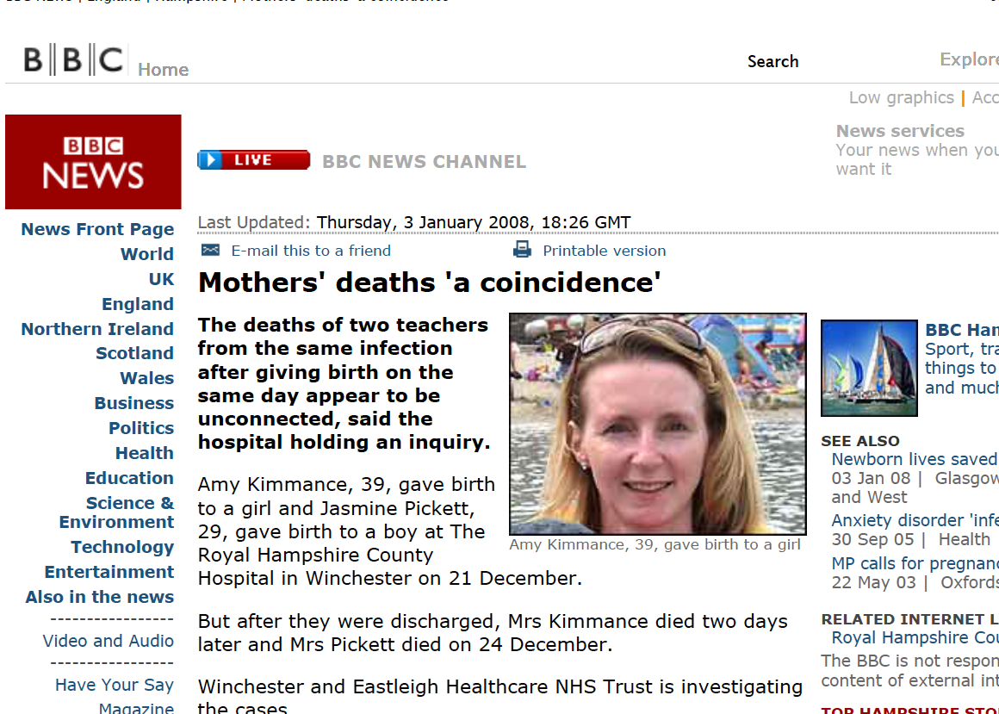 BBC Home
Search
Explore
Low graphics | Acc
News services
Your news when you
want it
BBC
NEWS
LIVE BBC NEWS CHANNEL
News Front Page
World
UK
England
Northern Ireland
Scotland
Wales
Business
Politics
Health
Education
Science &
Environment
Technology
Entertainment
Also in the news
-----------------
Video and Audio
-----------------
Have Your Say
Magazine
Last Updated: Thursday, 3 January 2008, 18:26 GMT
E-mail this to a friend
Printable version
Mothers' deaths 'a coincidence'
The deaths of two teachers
from the same infection
after giving birth on the
same day appear to be
unconnected, said the
hospital holding an inquiry.
Amy Kimmance, 39, gave birth to a girl
Amy Kimmance, 39, gave birth
to a girl and Jasmine Pickett,
29, gave birth to a boy at The
Royal Hampshire County
Hospital in Winchester on 21 December.
But after they were discharged, Mrs Kimmance died two days
later and Mrs Pickett died on 24 December.
Winchester and Eastleigh Healthcare NHS Trust is investigating
the cases
BBC Ham
Sport, tra
things to
and much
SEE ALSO
Newborn lives saved
03 Jan 08 | Glasgow
and West
Anxiety disorder 'infe
30 Sep 05 | Health
MP calls for pregnanc
22 May 03 | Oxfords
RELATED INTERNET L
Royal Hampshire Cou
The BBC is not respon
content of external int
TOP HAMPSHIRE STO